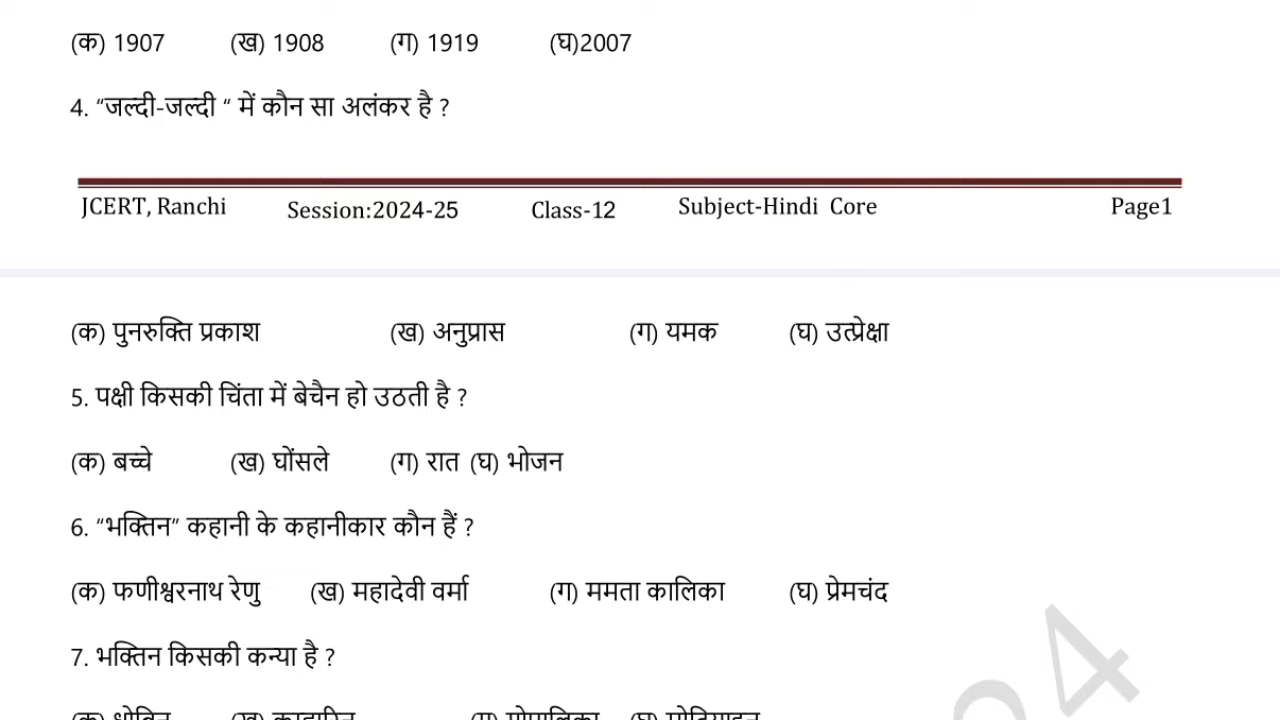 (क) 1907 (ख) 1908 (ग) 1919 (घ)2007
4. “जल्दी-जल्दी “ में कौन सा अलंकर है ?
JCERT, Ranchi Session:2024-25 Class-12 Subject-Hindi Core Page1
(क) पुनरुक्ति प्रकाश (ख) अनुप्रास (ग) यमक (घ) उत्प्रेक्षा
5. पक्षी किसकी चिंता में बेचैन हो उठती है ?
(क) बच्चे (ख) घोंसले (ग) रात (घ) भोजन
6. “भक्तिन” कहानी के कहानीकार कौन हैं ?
(क) फणीश्वरनाथ रेणु (ख) महादेवी वर्मा (ग) ममता कालिका (घ) प्रेमचंद
7. भक्तिन किसकी कन्या है ?